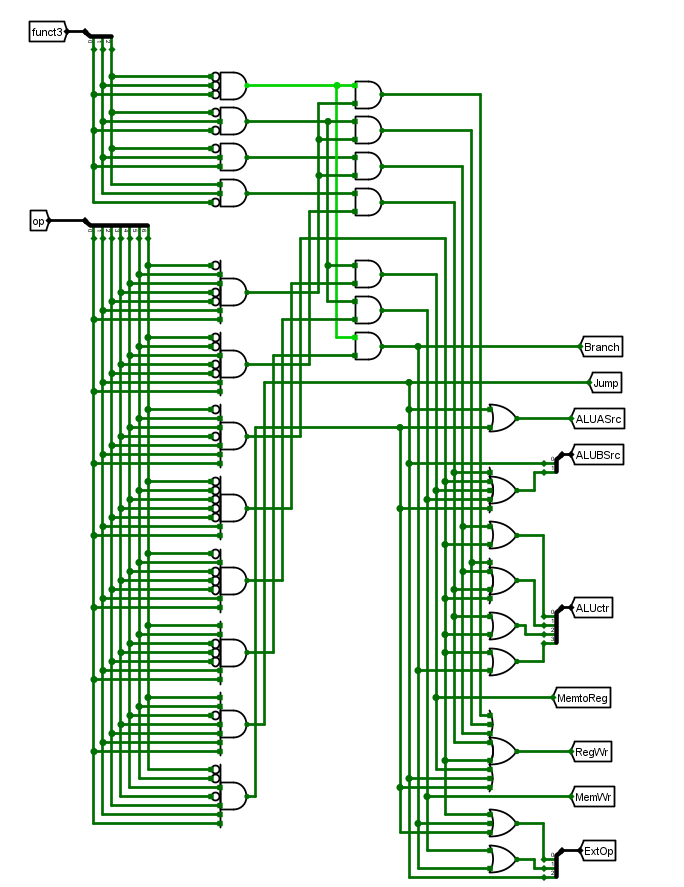 funct3
op
Branch
Jump
ALUASrc
ALUBSrc
ALUctr
MemtoReg
RegWr
MemWr
ExtOp